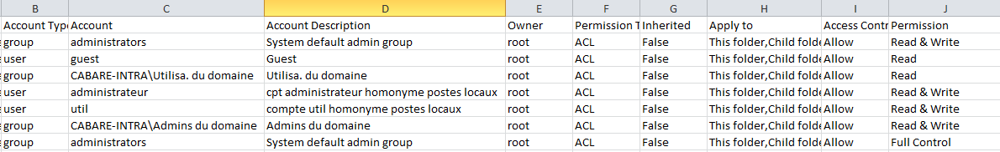 B C D E F G H I J
Account Typ Account Account Description Owner Permission T Inherited Apply to Access Contr Permission
group administrators System default admin group root ACL False This folder,Child folde Allow Read & Write
user guest Guest root ACL False This folder,Child folde Allow Read
group CABARE-INTRA\Utilisa. du domaine Utilisa. du domaine root ACL False This folder,Child folde Allow Read
user administrateur cpt administrateur homonyme postes locaux root ACL False This folder,Child folde Allow Read & Write
user util compte util homonyme postes locaux root ACL False This folder,Child folde Allow Read & Write
group CABARE-INTRA\Admins du domaine Admins du domaine root ACL False This folder,Child folde Allow Read & Write
group administrators System default admin group root ACL False This folder,Child folde Allow Full Control